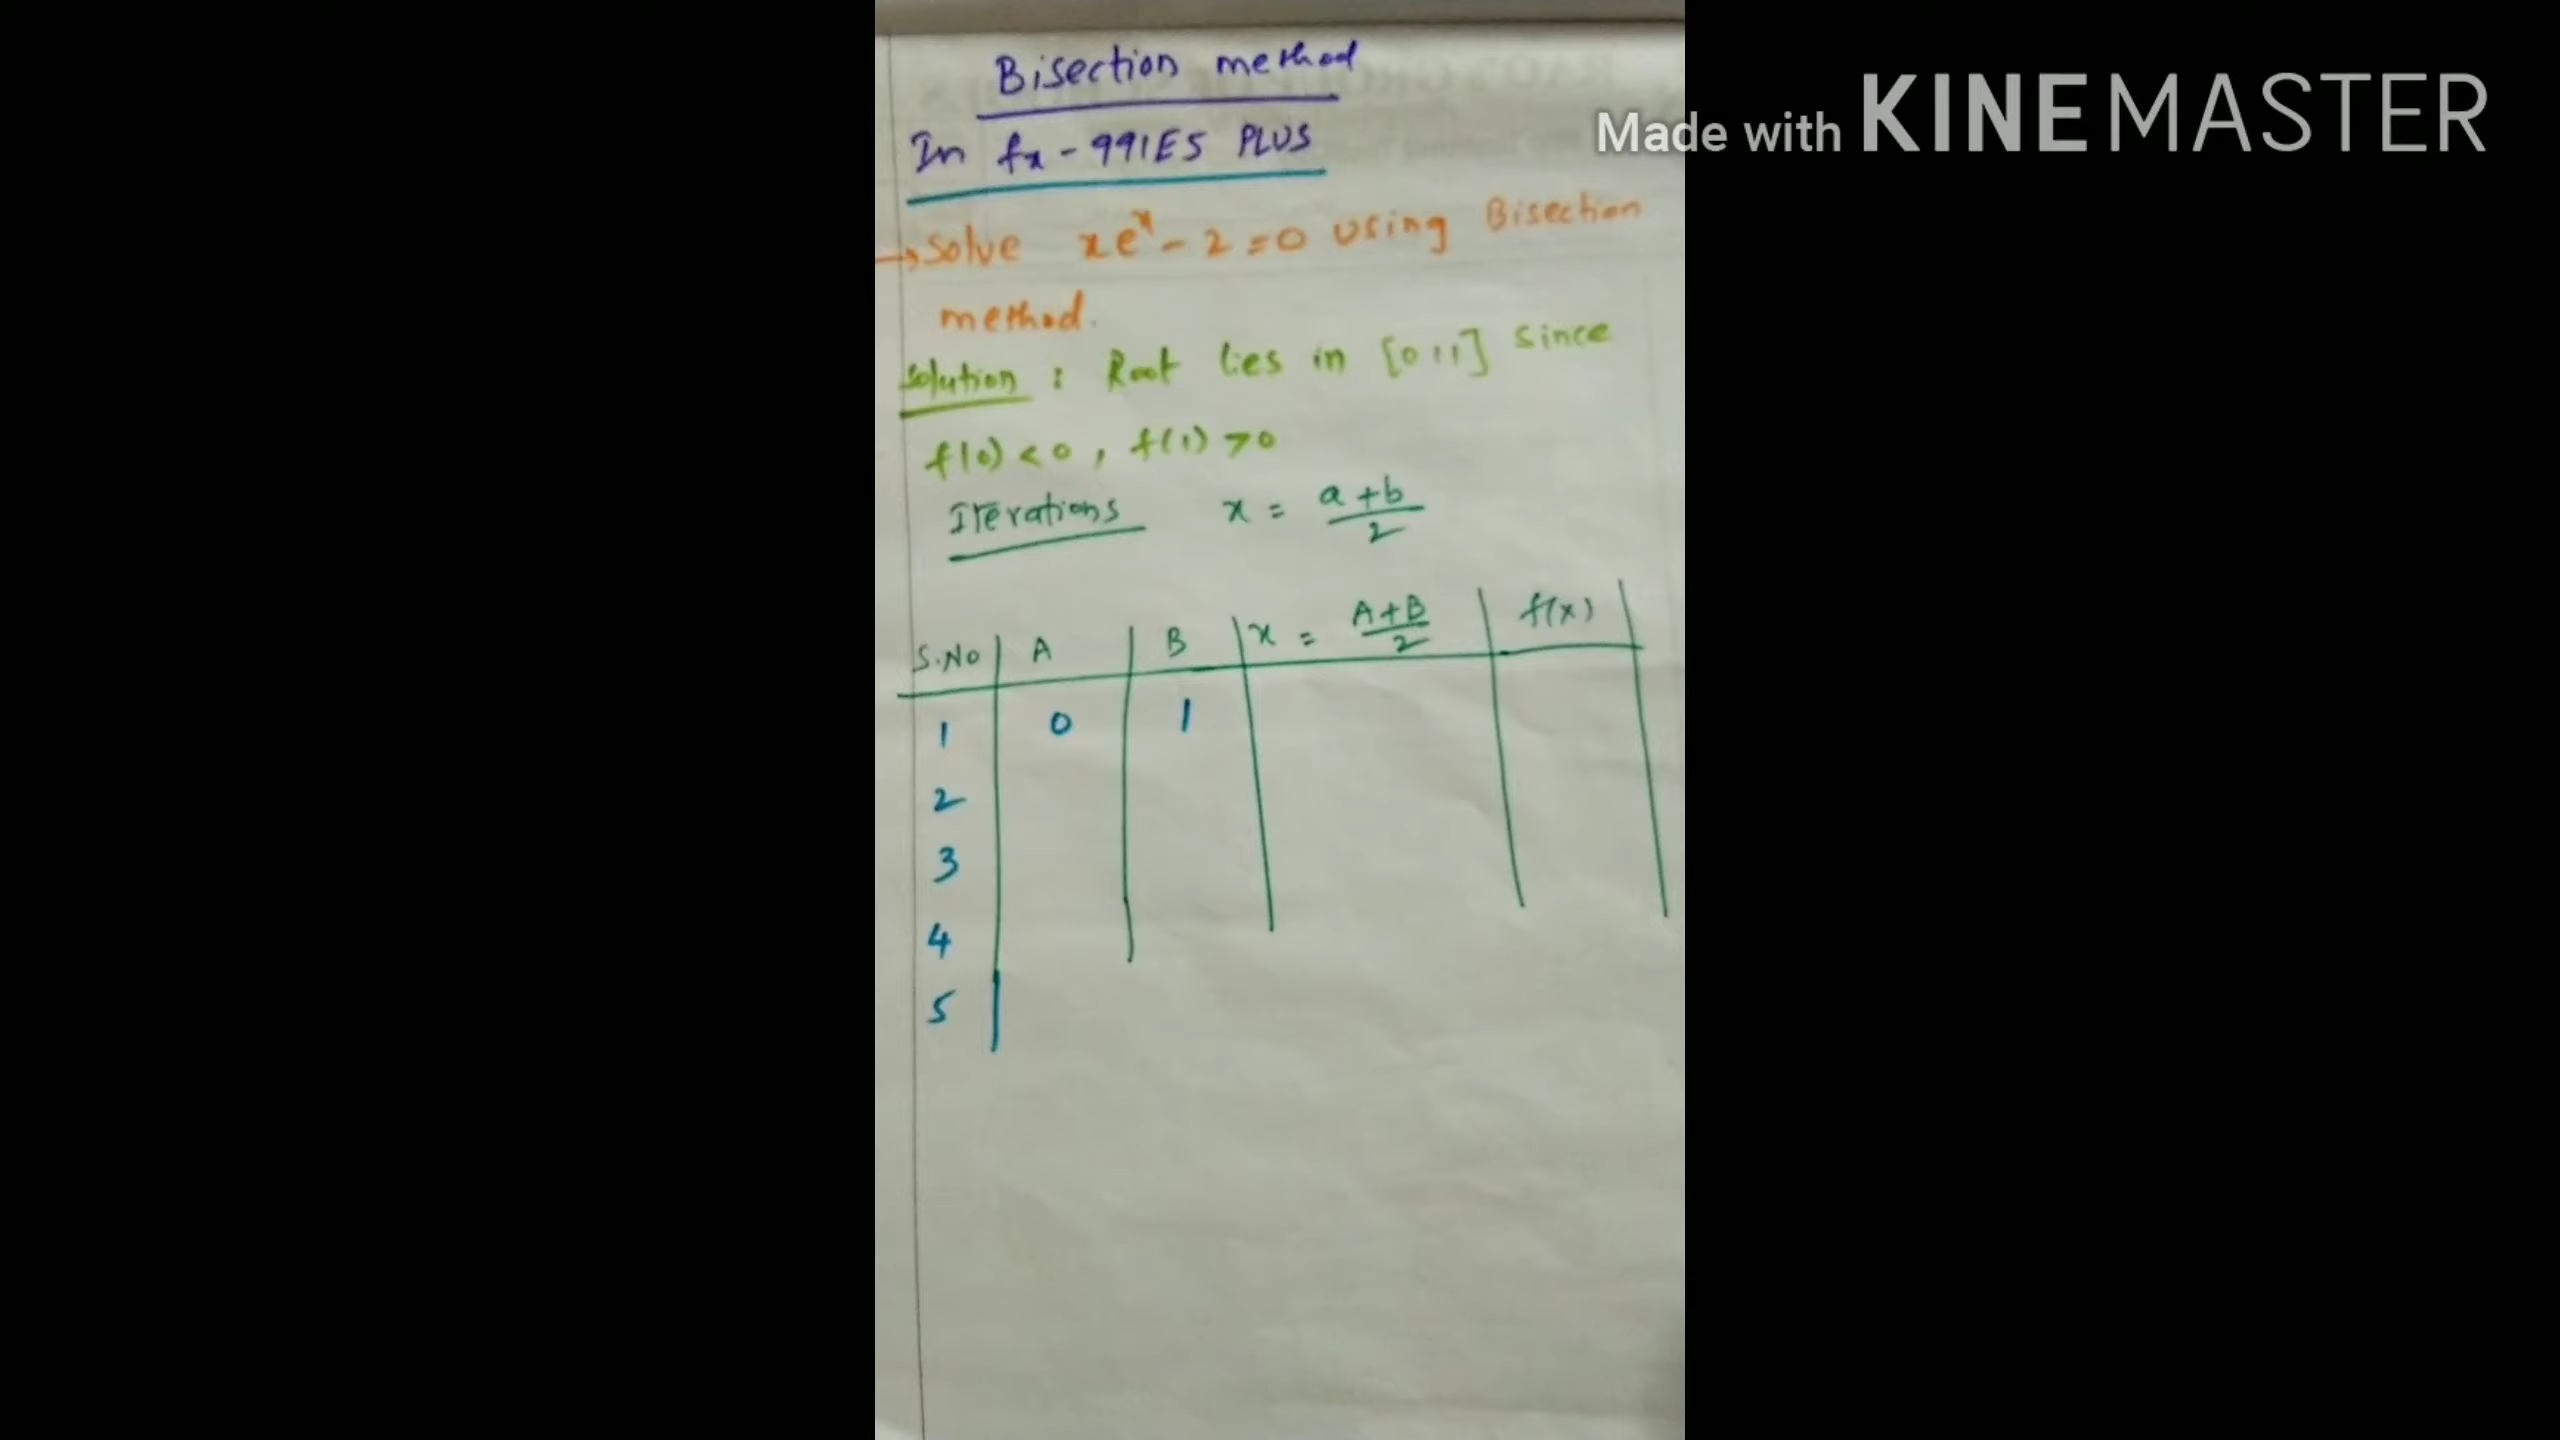 Bisection method
In fx-991ES PLUS
Made with KINEMASTER
→ Solve xeˣ - 2 = 0 using Bisection
method.
Solution : Root lies in [0,1] since
f(0) < 0, f(1) > 0
Iterations x = a+b/2
S.No A B x = A+B/2 f(x)
1 0 1
2
3
4
5